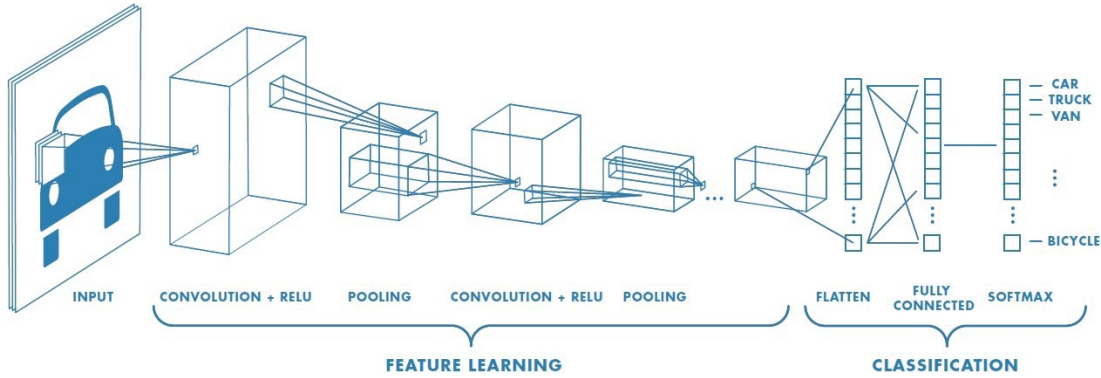 CAR
TRUCK
VAN
BICYCLE
INPUT
CONVOLUTION + RELU
POOLING
CONVOLUTION + RELU
POOLING
FLATTEN
FULLY
CONNECTED
SOFTMAX
FEATURE LEARNING
CLASSIFICATION